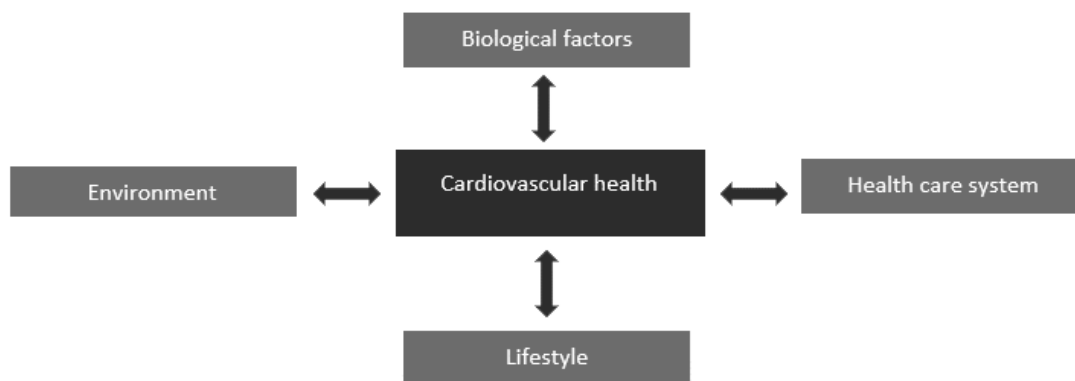 Biological factors
Environment
Cardiovascular health
Health care system
Lifestyle